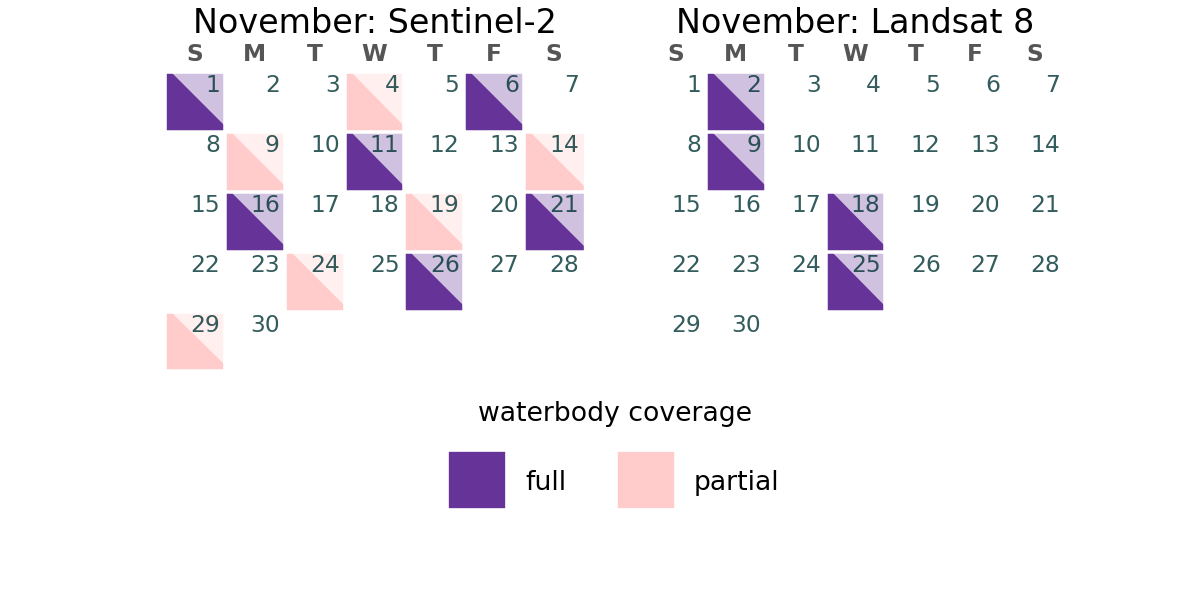 November: Sentinel-2
S M T W T F S
1 2 3 4 5 6 7
8 9 10 11 12 13 14
15 16 17 18 19 20 21
22 23 24 25 26 27 28
29 30
November: Landsat 8
S M T W T F S
1 2 3 4 5 6 7
8 9 10 11 12 13 14
15 16 17 18 19 20 21
22 23 24 25 26 27 28
29 30
waterbody coverage
full partial